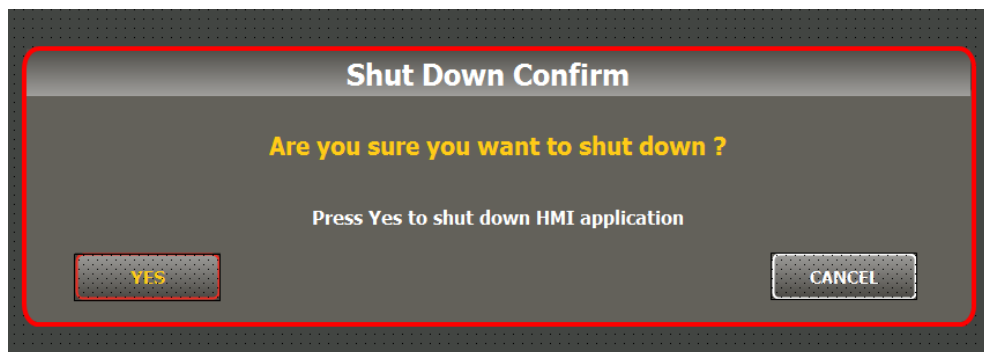 Shut Down Confirm
Are you sure you want to shut down ?
Press Yes to shut down HMI application
YES
CANCEL